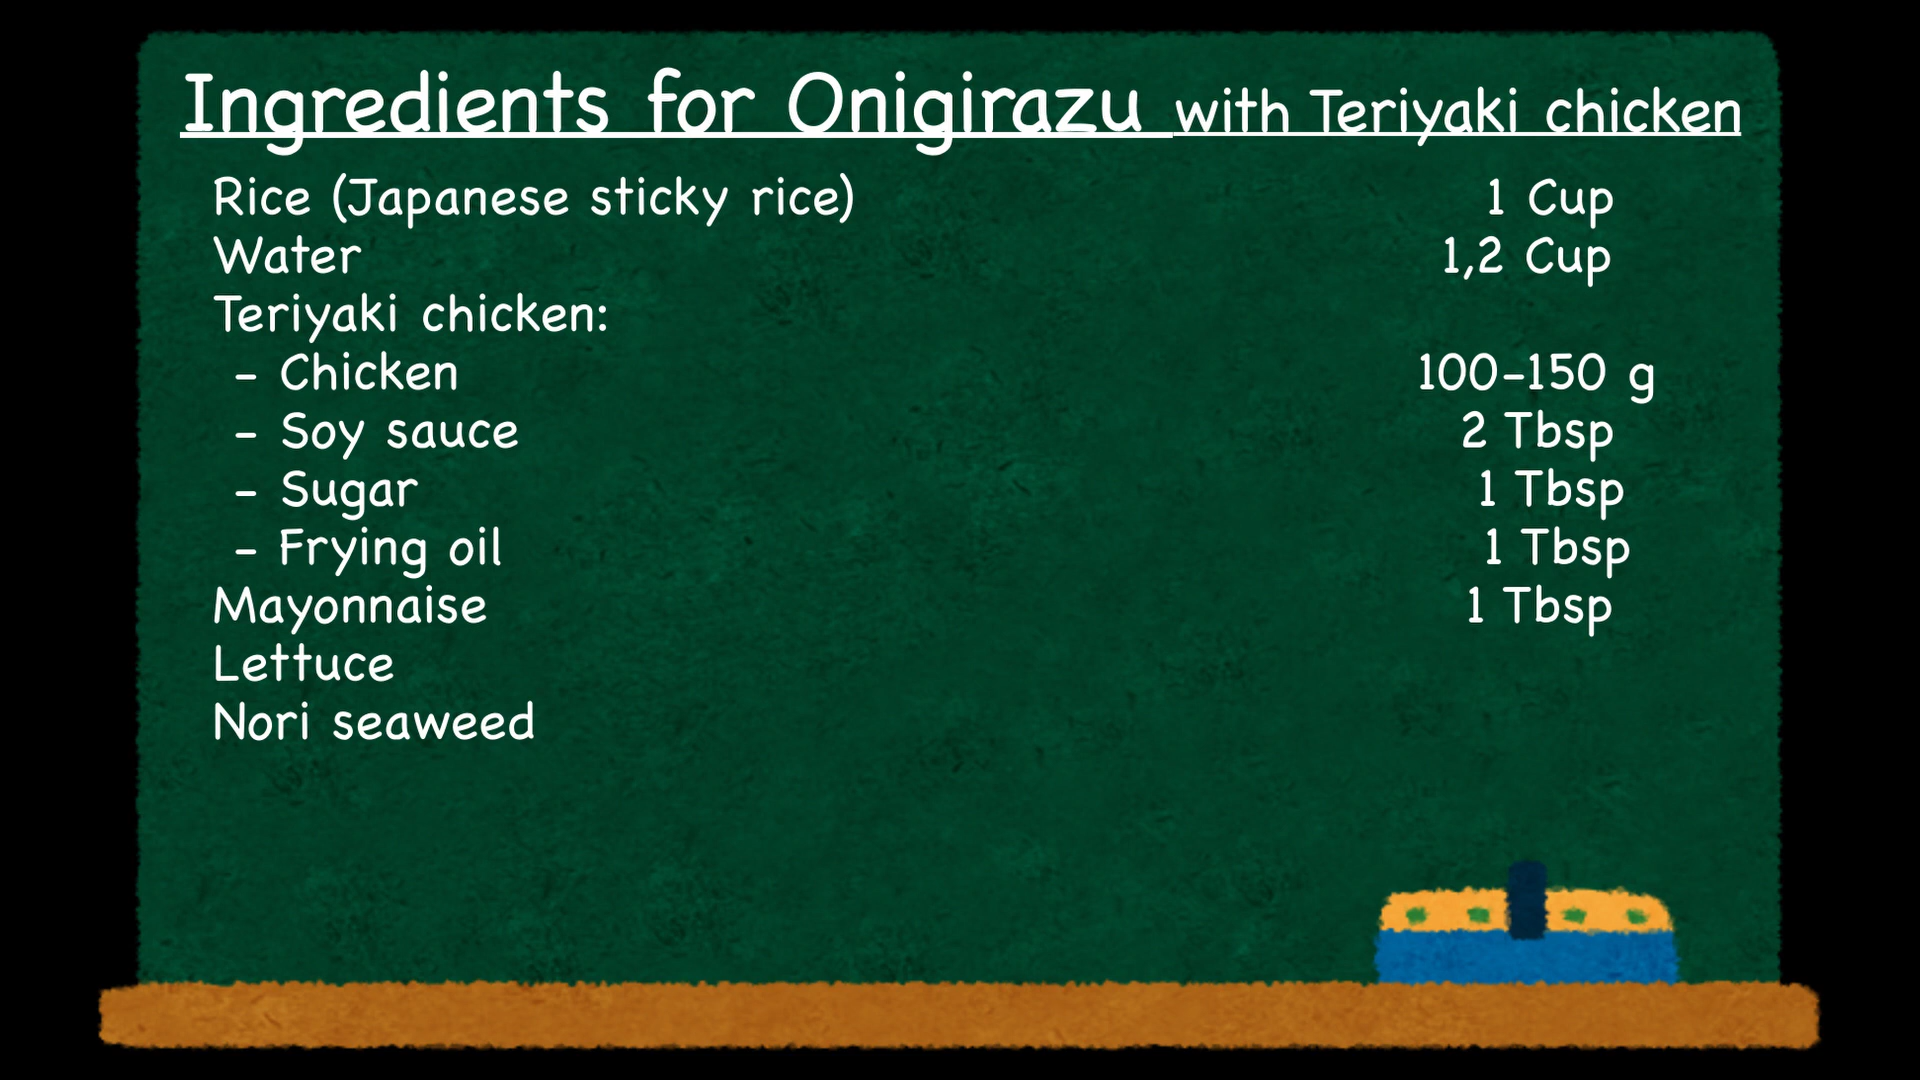 Ingredients for Onigirazu with Teriyaki chicken
Rice (Japanese sticky rice) 1 Cup
Water 1,2 Cup
Teriyaki chicken:
- Chicken 100-150 g
- Soy sauce 2 Tbsp
- Sugar 1 Tbsp
- Frying oil 1 Tbsp
Mayonnaise 1 Tbsp
Lettuce
Nori seaweed